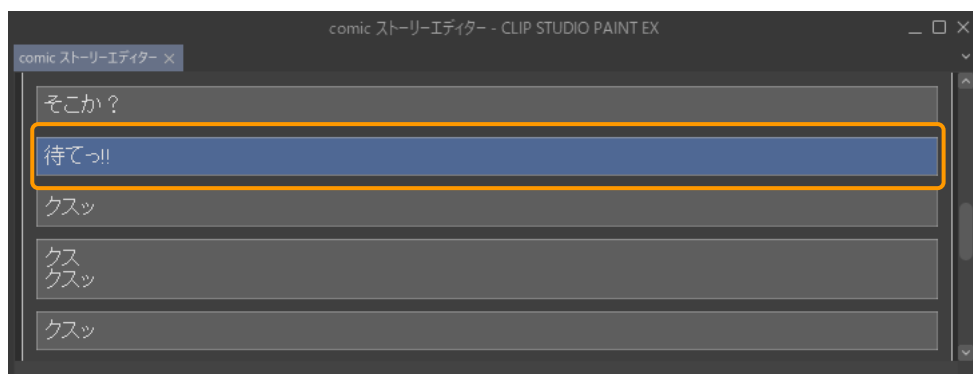 comic ストーリーエディター - CLIP STUDIO PAINT EX
comic ストーリーエディター
そこか？
待てっ!!
クスッ
クス
クスッ
クスッ